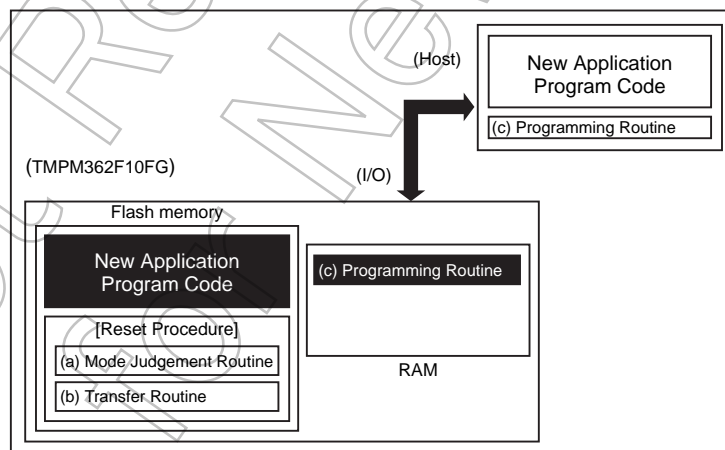 (Host)
New Application
Program Code
(c) Programming Routine
(TMPM362F10FG)
(I/O)
Flash memory
New Application
Program Code
[Reset Procedure]
(a) Mode Judgement Routine
(b) Transfer Routine
(c) Programming Routine
RAM